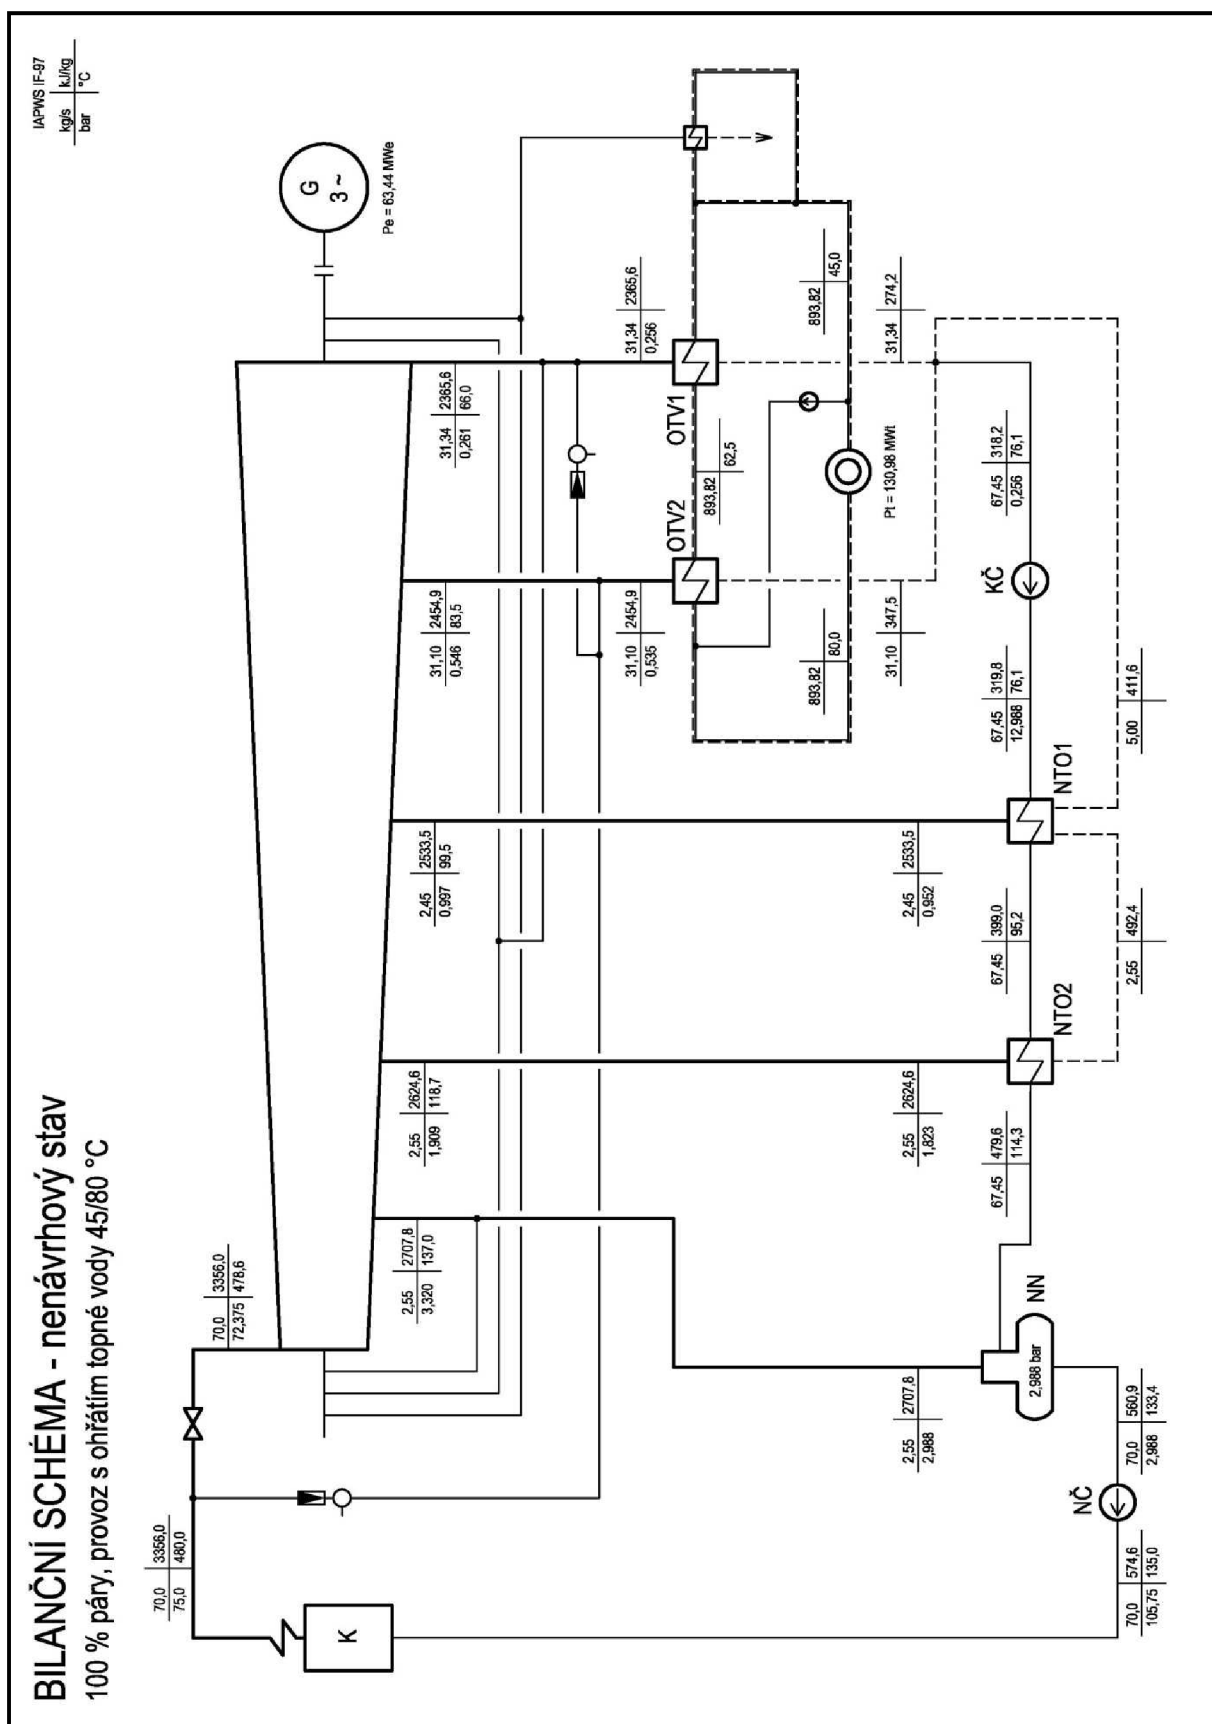 BILANČNÍ SCHÉMA - nenávrhový stav
100 % páry, provoz s ohřátím topné vody 45/80 °C
IAPWS IF-97
kg/s kJ/kg
bar °C
70,0 3356,0
75,0 480,0
70,0 3356,0
72,375 478,6
G
3 ~
Pe = 63,44 MWe
K
2,55 2707,8
3,320 137,0
2,55 2624,6
1,909 118,7
2,45 2533,5
0,997 99,5
31,10 2454,9
0,546 83,5
31,34 2365,6
0,261 66,0
31,10 2454,9
0,535
31,34 2365,6
0,256
OTV2
OTV1
893,82
62,5
893,82
80,0
893,82
45,0
Pt = 130,98 MWt
2,55 2707,8
2,988
2,55 2624,6
1,823
2,45 2533,5
0,952
31,10 347,5
31,34 274,2
67,45 479,6
114,3
67,45 399,0
95,2
67,45 319,8
12,988 76,1
67,45 318,2
0,256 76,1
2,988 bar
NN
NTO2
NTO1
KČ
NČ
70,0 574,6
105,75 135,0
70,0 560,9
2,988 133,4
2,55 492,4
5,00 411,6